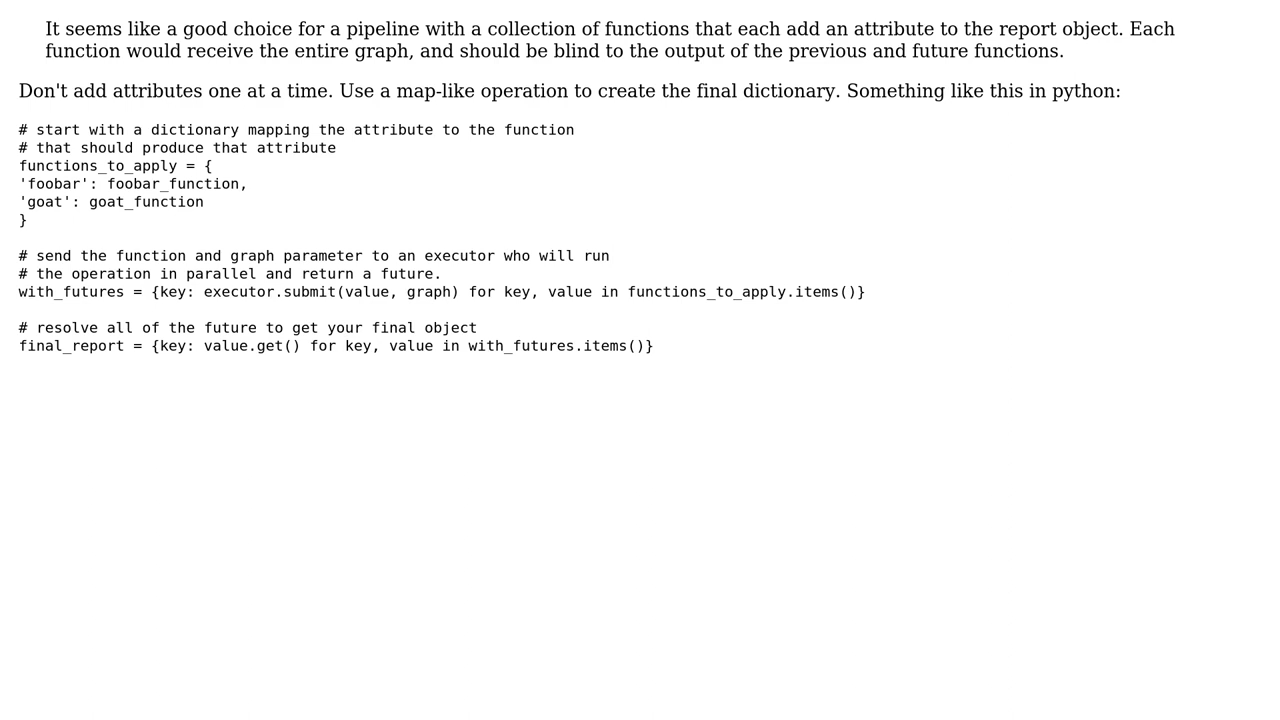 It seems like a good choice for a pipeline with a collection of functions that each add an attribute to the report object. Each
function would receive the entire graph, and should be blind to the output of the previous and future functions.
Don't add attributes one at a time. Use a map-like operation to create the final dictionary. Something like this in python:
# start with a dictionary mapping the attribute to the function
# that should produce that attribute
functions_to_apply = {
'foobar': foobar_function,
'goat': goat_function
}
# send the function and graph parameter to an executor who will run
# the operation in parallel and return a future.
with_futures = {key: executor.submit(value, graph) for key, value in functions_to_apply.items()}
# resolve all of the future to get your final object
final_report = {key: value.get() for key, value in with_futures.items()}